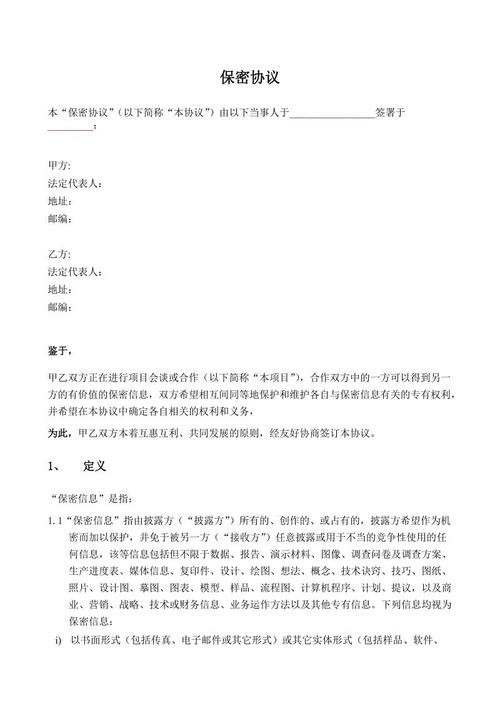 保密协议
本“保密协议”（以下简称“本协议”）由以下当事人于________________签署于
________：
甲方:
法定代表人：
地址：
邮编：
乙方:
法定代表人：
地址：
邮编：
鉴于，
甲乙双方正在进行项目会谈或合作（以下简称“本项目”），合作双方中的一方可以得到另一
方的有价值的保密信息，双方希望相互间同等地保护和维护各自与保密信息有关的专有权利，
并希望在本协议中确定各自相关的权利和义务，
为此，甲乙双方本着互惠互利、共同发展的原则，经友好协商签订本协议。
1、 定义
“保密信息”是指：
1.1“保密信息”指由披露方（“披露方”）所有的、创作的、或占有的，披露方希望作为机
密而加以保护，并免于被另一方（“接收方”）任意披露或用于不当的竞争性使用的任
何信息，该等信息包括但不限于数据、报告、演示材料、图像、调查问卷及调查方案、
生产进度表、媒体信息、复印件、设计、绘图、想法、概念、技术诀窍、技巧、图纸、
照片、设计图、摹图、图表、模型、样品、流程图、计算机程序、计划、提议，以及商
业、营销、战略、技术或财务信息、业务运作方法以及其他专有信息。下列信息均视为
保密信息：
i) 以书面形式（包括传真、电子邮件或其它形式）或其它实体形式（包括样品、软件、